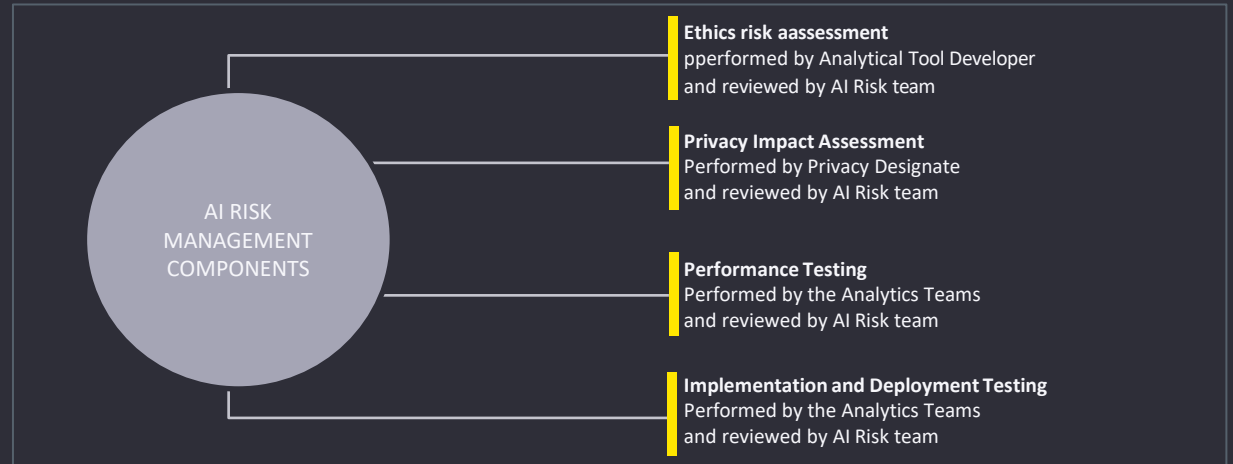 Ethics risk aassessment
pperformed by Analytical Tool Developer
and reviewed by AI Risk team
Privacy Impact Assessment
Performed by Privacy Designate
and reviewed by AI Risk team
AI RISK
MANAGEMENT
COMPONENTS
Performance Testing
Performed by the Analytics Teams
and reviewed by AI Risk team
Implementation and Deployment Testing
Performed by the Analytics Teams
and reviewed by AI Risk team